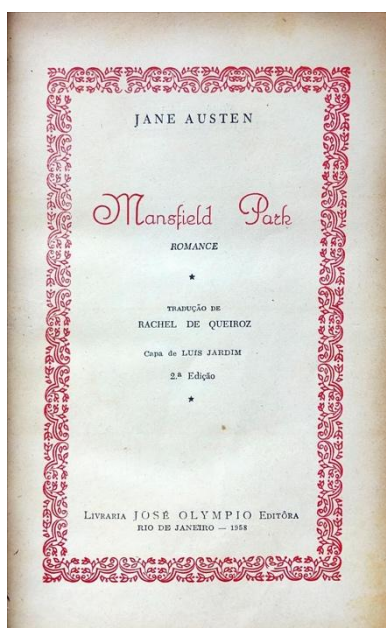 JANE AUSTEN
Mansfield Park
ROMANCE
★
TRADUÇÃO DE
RACHEL DE QUEIROZ
Capa de LUIS JARDIM
2.ª Edição
★
LIVRARIA JOSÉ OLYMPIO EDITÔRA
RIO DE JANEIRO — 1958